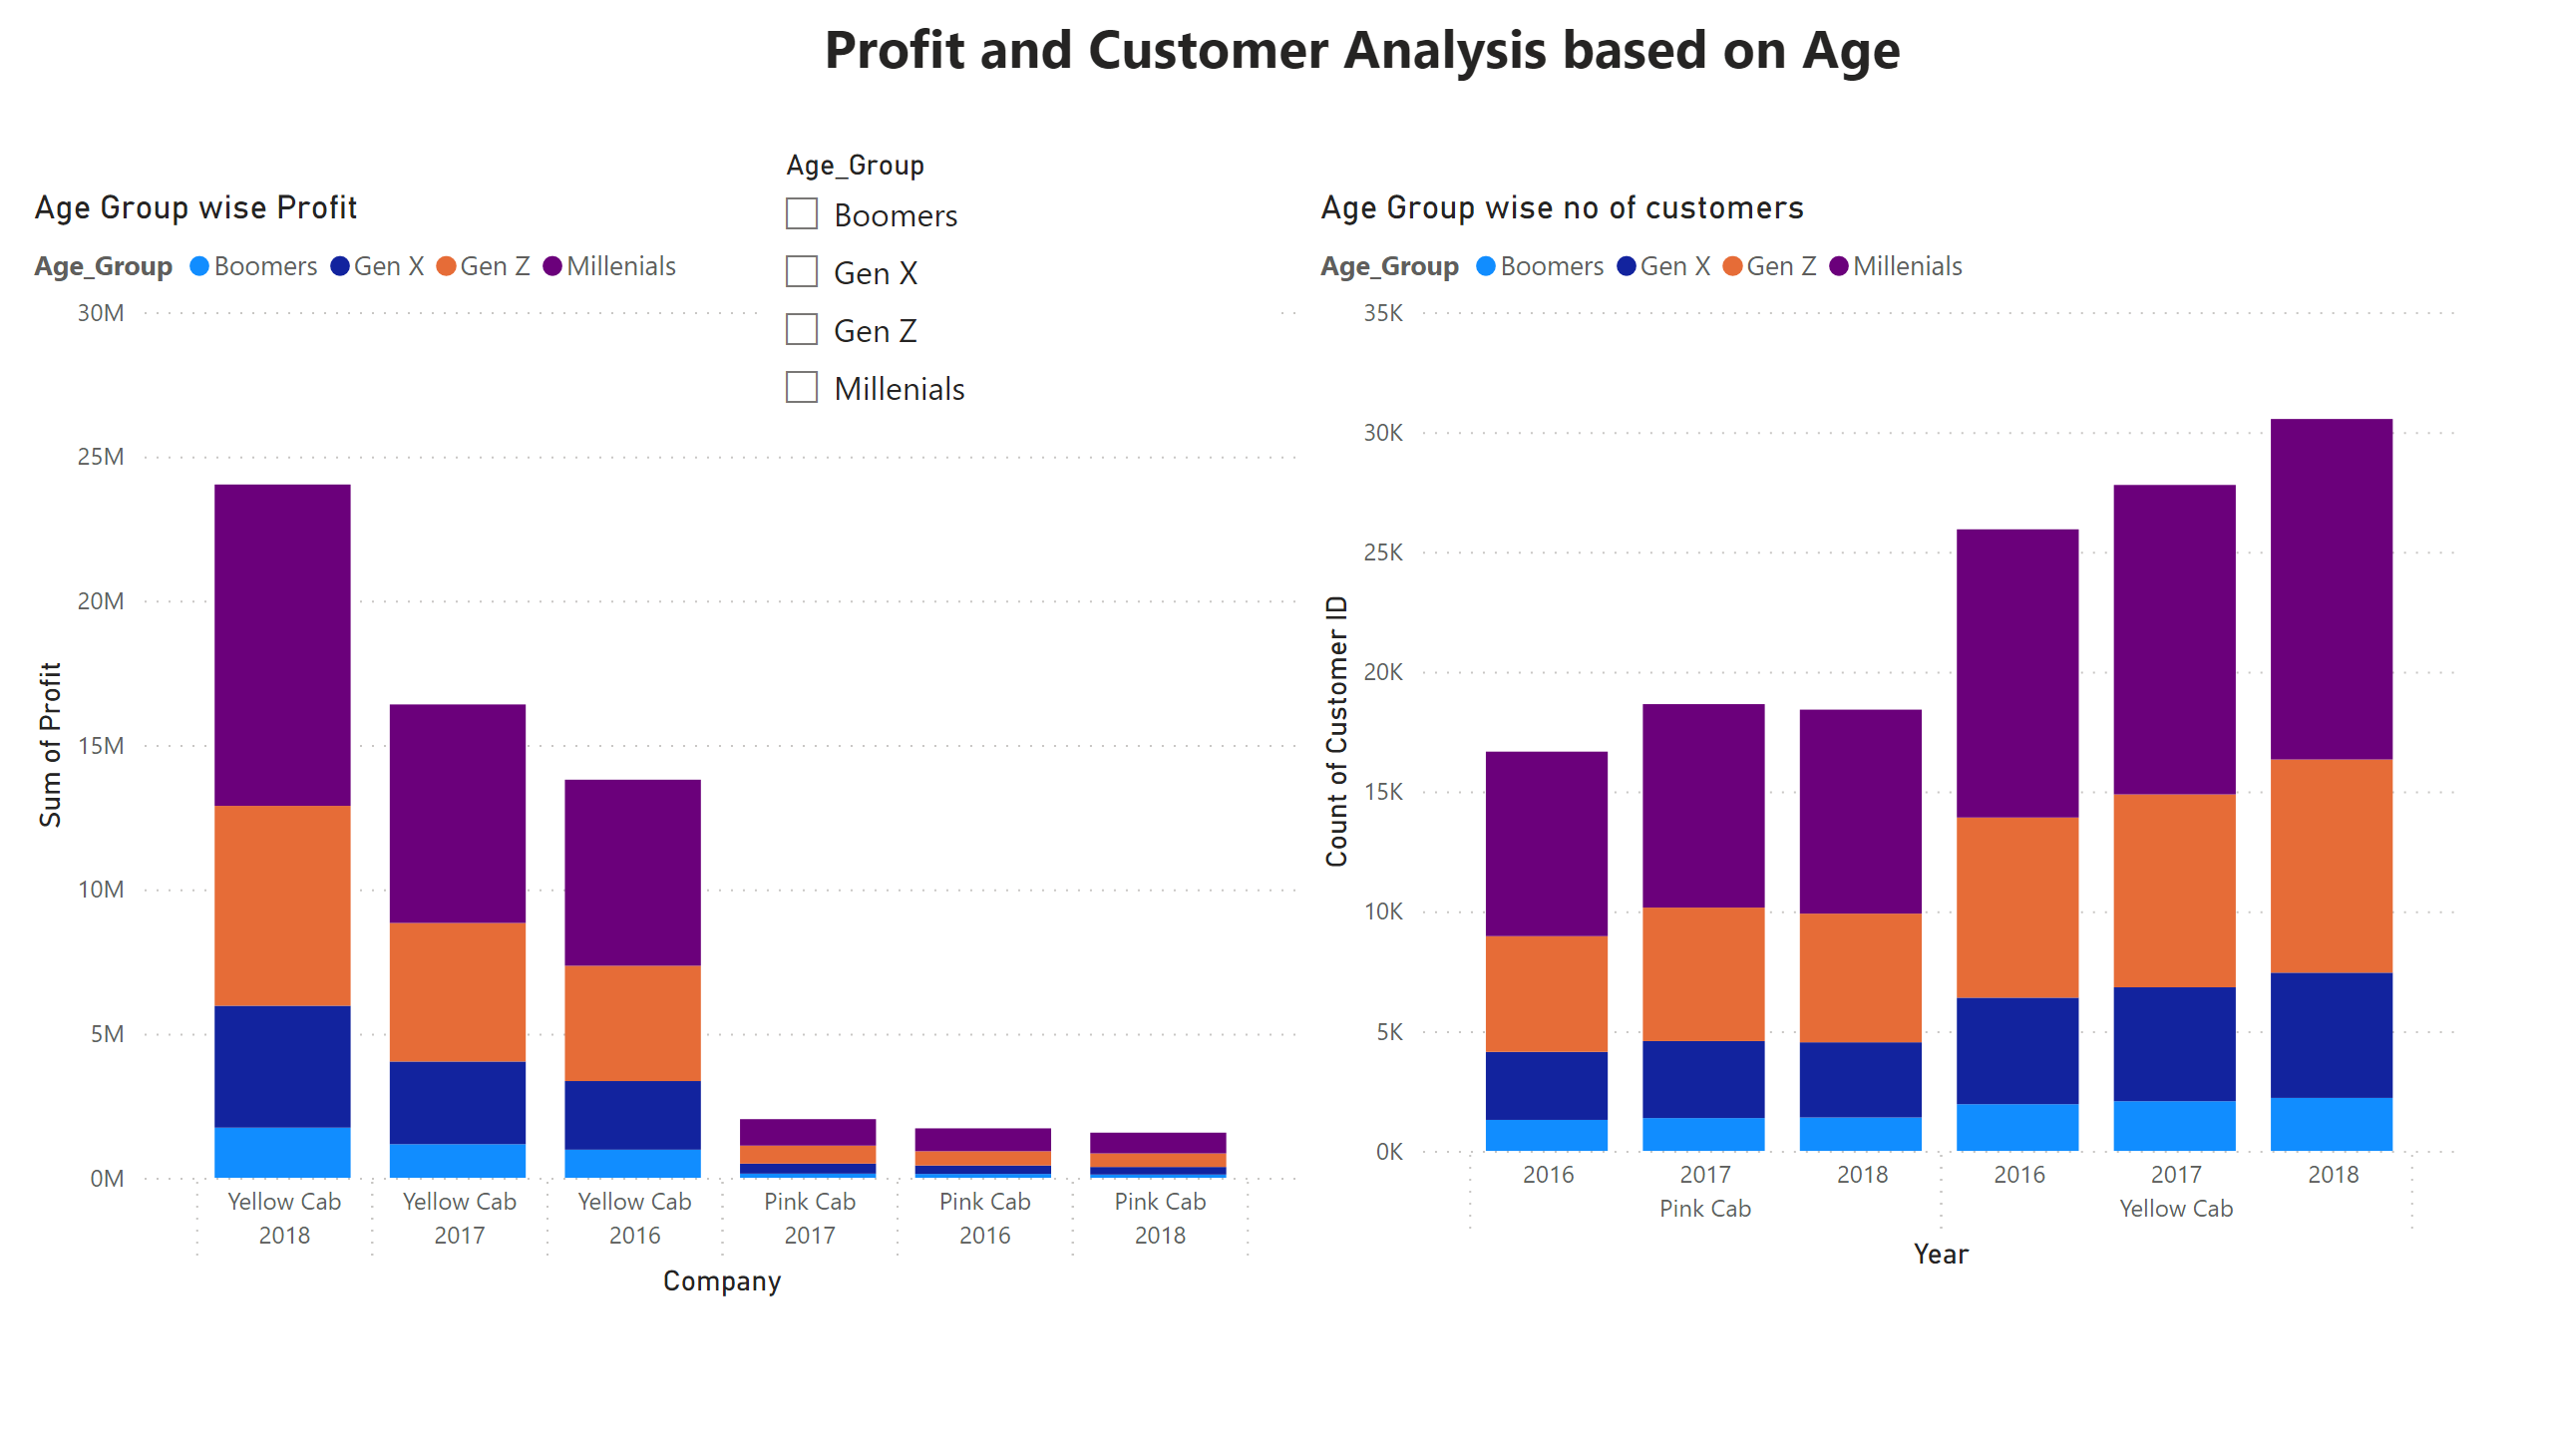 Profit and Customer Analysis based on Age
Age Group wise Profit
Age_Group Boomers Gen X Gen Z Millenials
30M
25M
20M
15M
10M
5M
0M
Sum of Profit
Yellow Cab Yellow Cab Yellow Cab Pink Cab Pink Cab Pink Cab
2018 2017 2016 2017 2016 2018
Company
Age_Group
Boomers
Gen X
Gen Z
Millenials
Age Group wise no of customers
Age_Group Boomers Gen X Gen Z Millenials
35K
30K
25K
20K
15K
10K
5K
0K
Count of Customer ID
2016 2017 2018 2016 2017 2018
Pink Cab Yellow Cab
Year